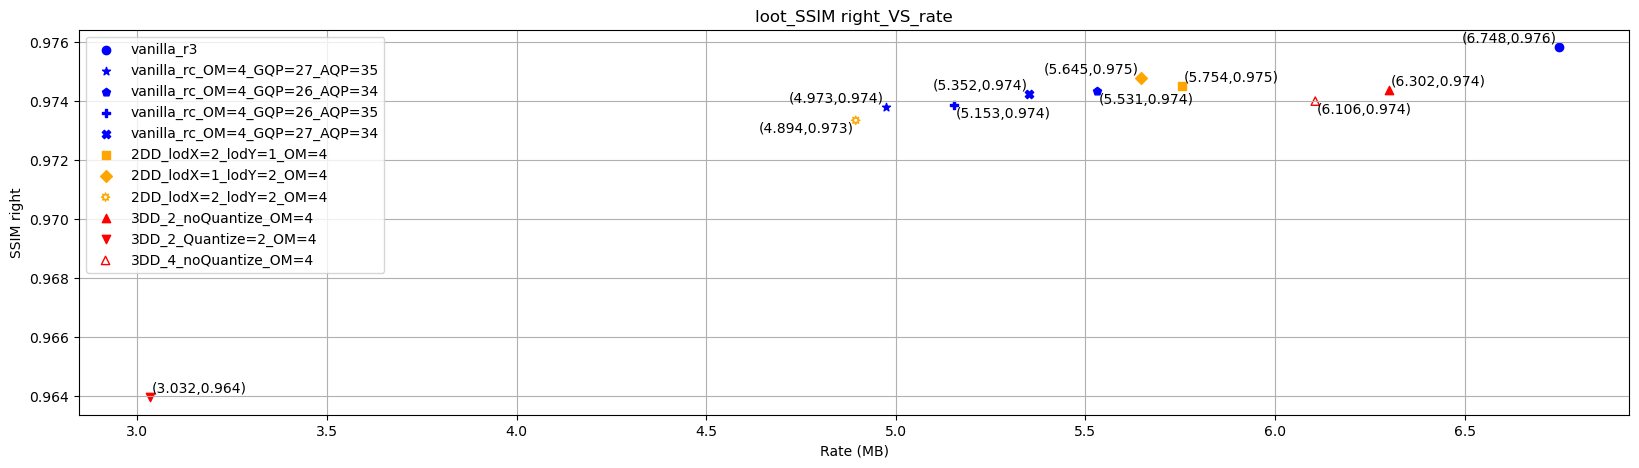 loot_SSIM right_VS_rate
SSIM right
0.976
0.974
0.972
0.970
0.968
0.966
0.964
vanilla_r3
vanilla_rc_OM=4_GQP=27_AQP=35
vanilla_rc_OM=4_GQP=26_AQP=34
vanilla_rc_OM=4_GQP=26_AQP=35
vanilla_rc_OM=4_GQP=27_AQP=34
2DD_lodX=2_lodY=1_OM=4
2DD_lodX=1_lodY=2_OM=4
2DD_lodX=2_lodY=2_OM=4
3DD_2_noQuantize_OM=4
3DD_2_Quantize=2_OM=4
3DD_4_noQuantize_OM=4
(6.748,0.976)
(5.645,0.975)
(5.754,0.975)
(5.352,0.974)
(6.302,0.974)
(4.973,0.974)
(5.531,0.974)
(5.153,0.974)
(6.106,0.974)
(4.894,0.973)
(3.032,0.964)
3.0
3.5
4.0
4.5
5.0
5.5
6.0
6.5
Rate (MB)